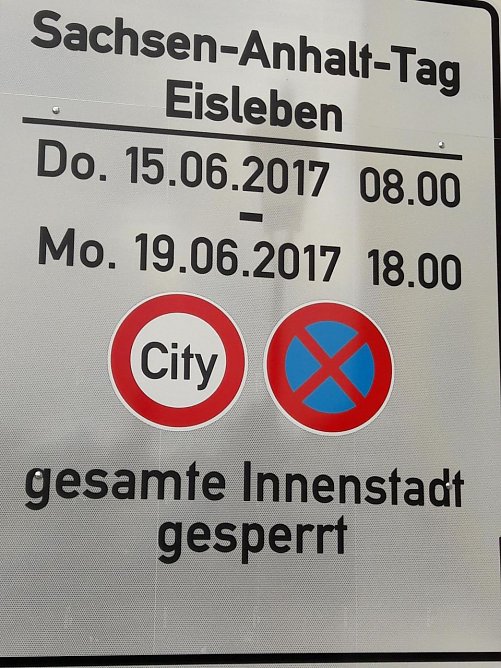 Sachsen-Anhalt-Tag
Eisleben
Do. 15.06.2017 08.00
–
Mo. 19.06.2017 18.00
City
gesamte Innenstadt
gesperrt